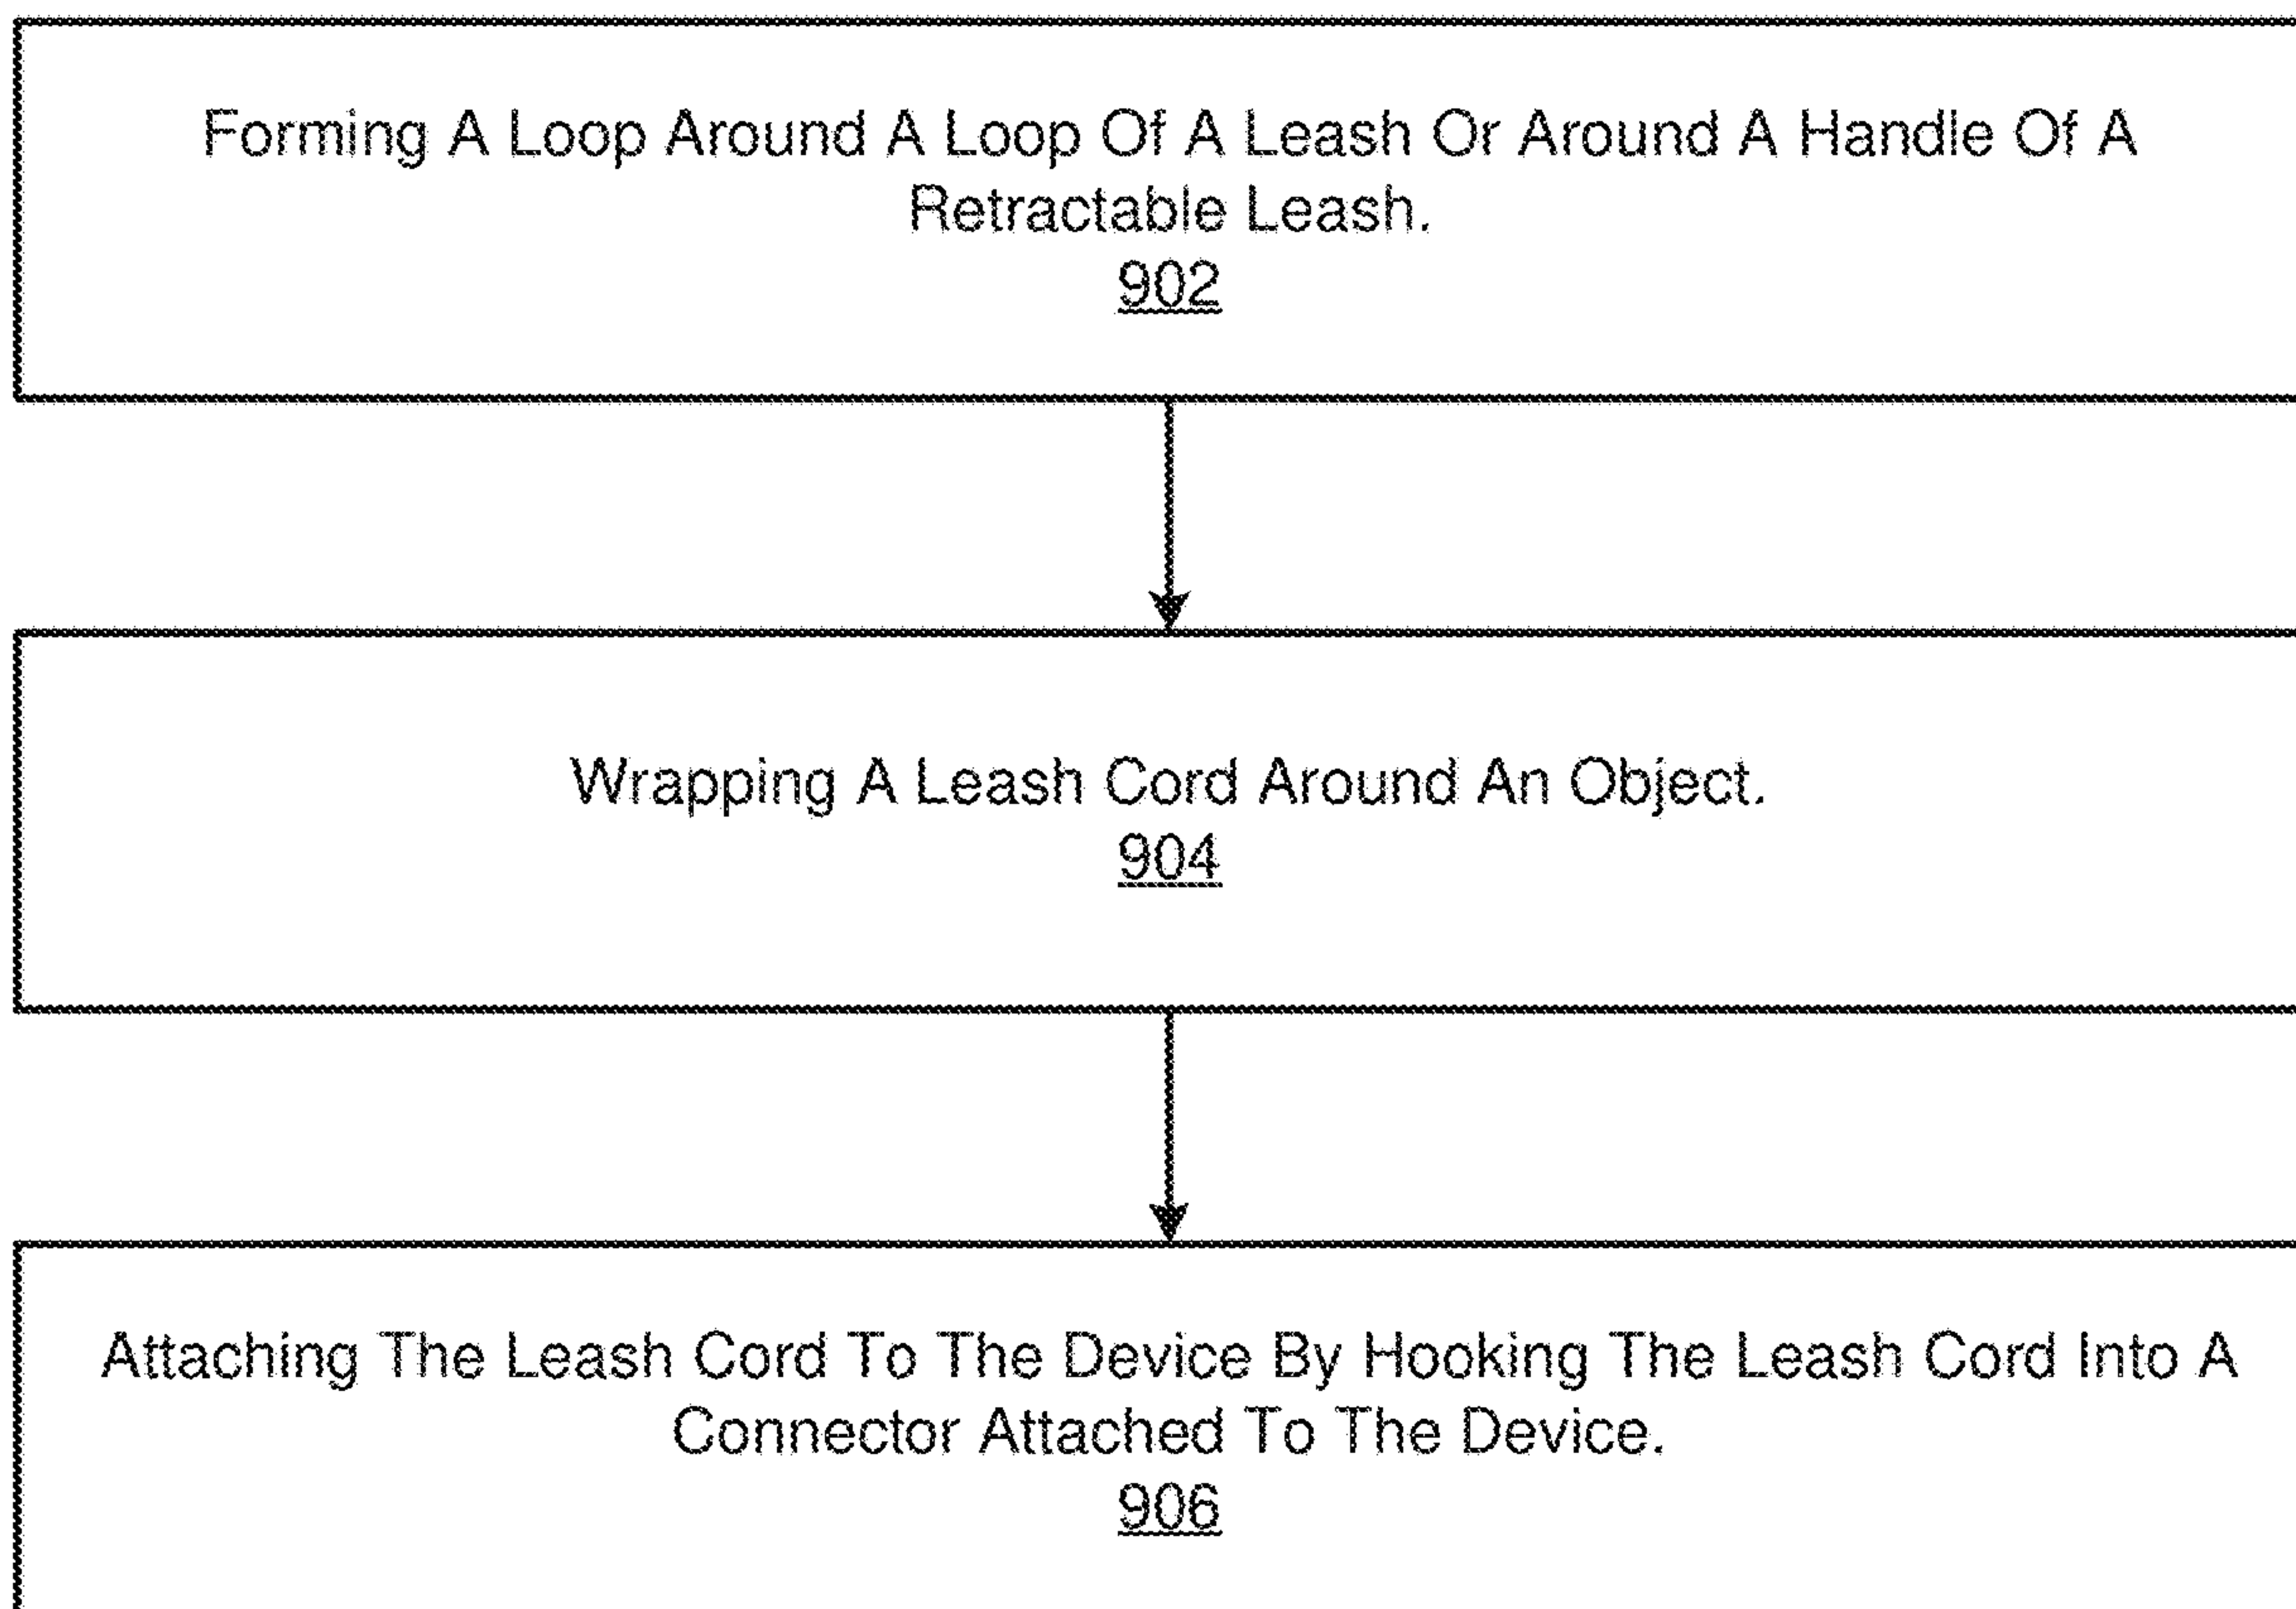 Forming A Loop Around A Loop Of A Leash Or Around A Handle Of A
Retractable Leash.
902
Wrapping A Leash Cord Around An Object.
904
Attaching The Leash Cord To The Device By Hooking The Leash Cord Into A
Connector Attached To The Device.
906